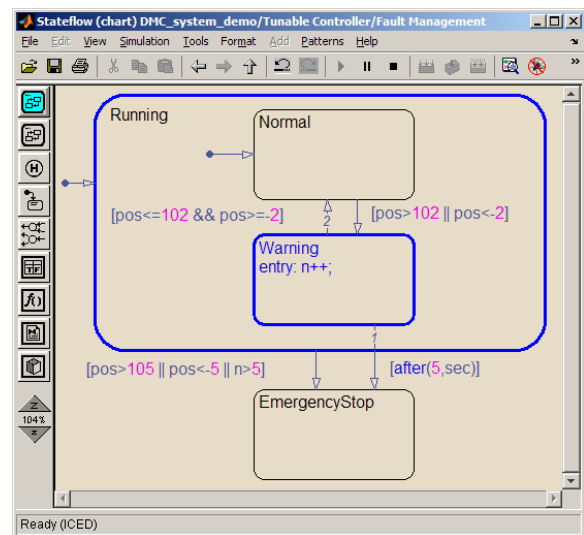 Stateflow (chart) DMC_system_demo/Tunable Controller/Fault Management
File Edit View Simulation Tools Format Add Patterns Help
Running
Normal
[pos<=102 && pos>=-2]
2
[pos>102 || pos<-2]
Warning
entry: n++;
1
[pos>105 || pos<-5 || n>5]
[after(5,sec)]
EmergencyStop
H
TF
f()
M
Z
104%
Z
Ready (ICED)